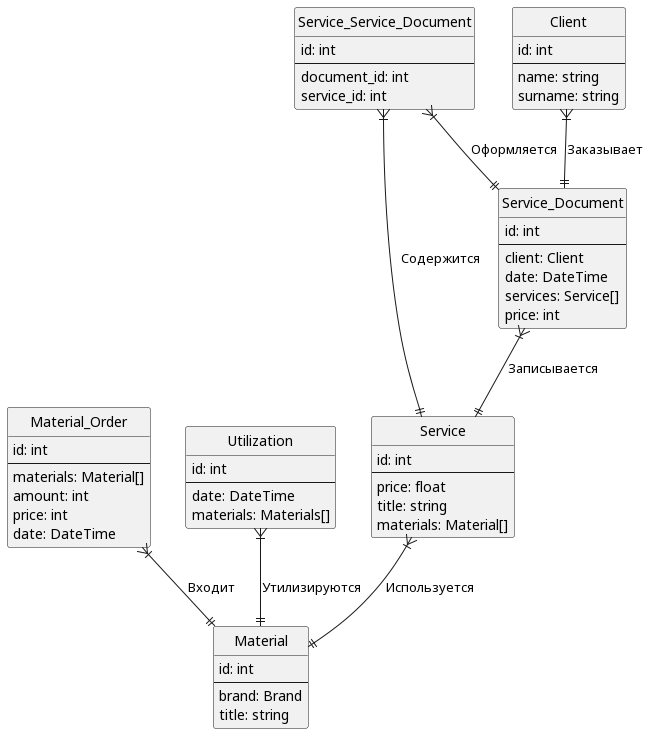 Service_Service_Document
id: int
document_id: int
service_id: int
Client
id: int
name: string
surname: string
Оформляется
Заказывает
Service_Document
id: int
client: Client
date: DateTime
services: Service[]
price: int
Содержится
Записывается
Material_Order
id: int
materials: Material[]
amount: int
price: int
date: DateTime
Utilization
id: int
date: DateTime
materials: Materials[]
Service
id: int
price: float
title: string
materials: Material[]
Входит
Утилизируются
Используется
Material
id: int
brand: Brand
title: string